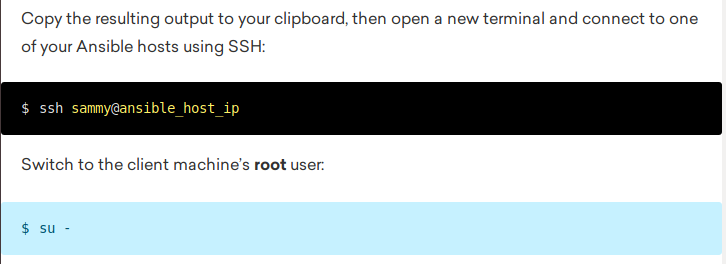 Copy the resulting output to your clipboard, then open a new terminal and connect to one
of your Ansible hosts using SSH:
$ ssh sammy@ansible_host_ip
Switch to the client machine’s root user:
$ su -